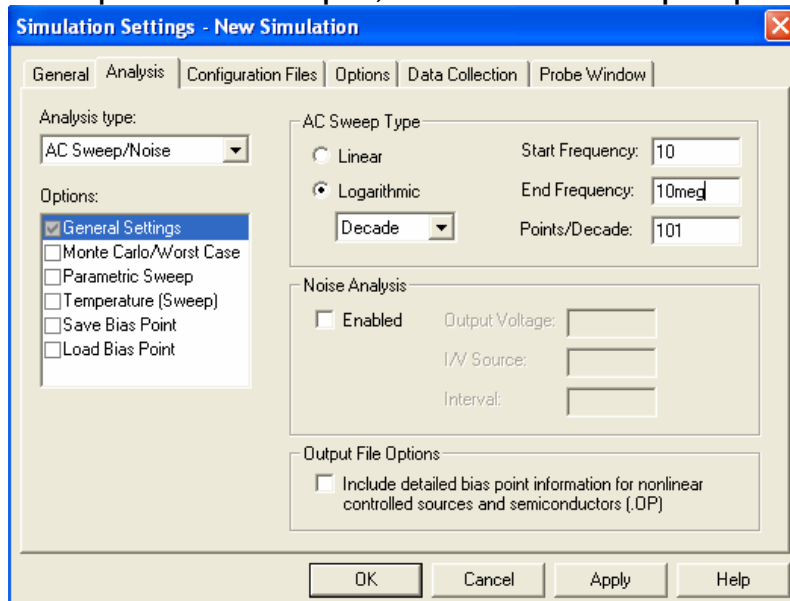 Simulation Settings - New Simulation
General Analysis Configuration Files Options Data Collection Probe Window
Analysis type:
AC Sweep/Noise
Options:
General Settings
Monte Carlo/Worst Case
Parametric Sweep
Temperature (Sweep)
Save Bias Point
Load Bias Point
AC Sweep Type
Linear
Logarithmic
Decade
Start Frequency: 10
End Frequency: 10meg
Points/Decade: 101
Noise Analysis
Enabled
Output Voltage:
I/V Source:
Interval:
Output File Options
Include detailed bias point information for nonlinear
controlled sources and semiconductors (.OP)
OK Cancel Apply Help